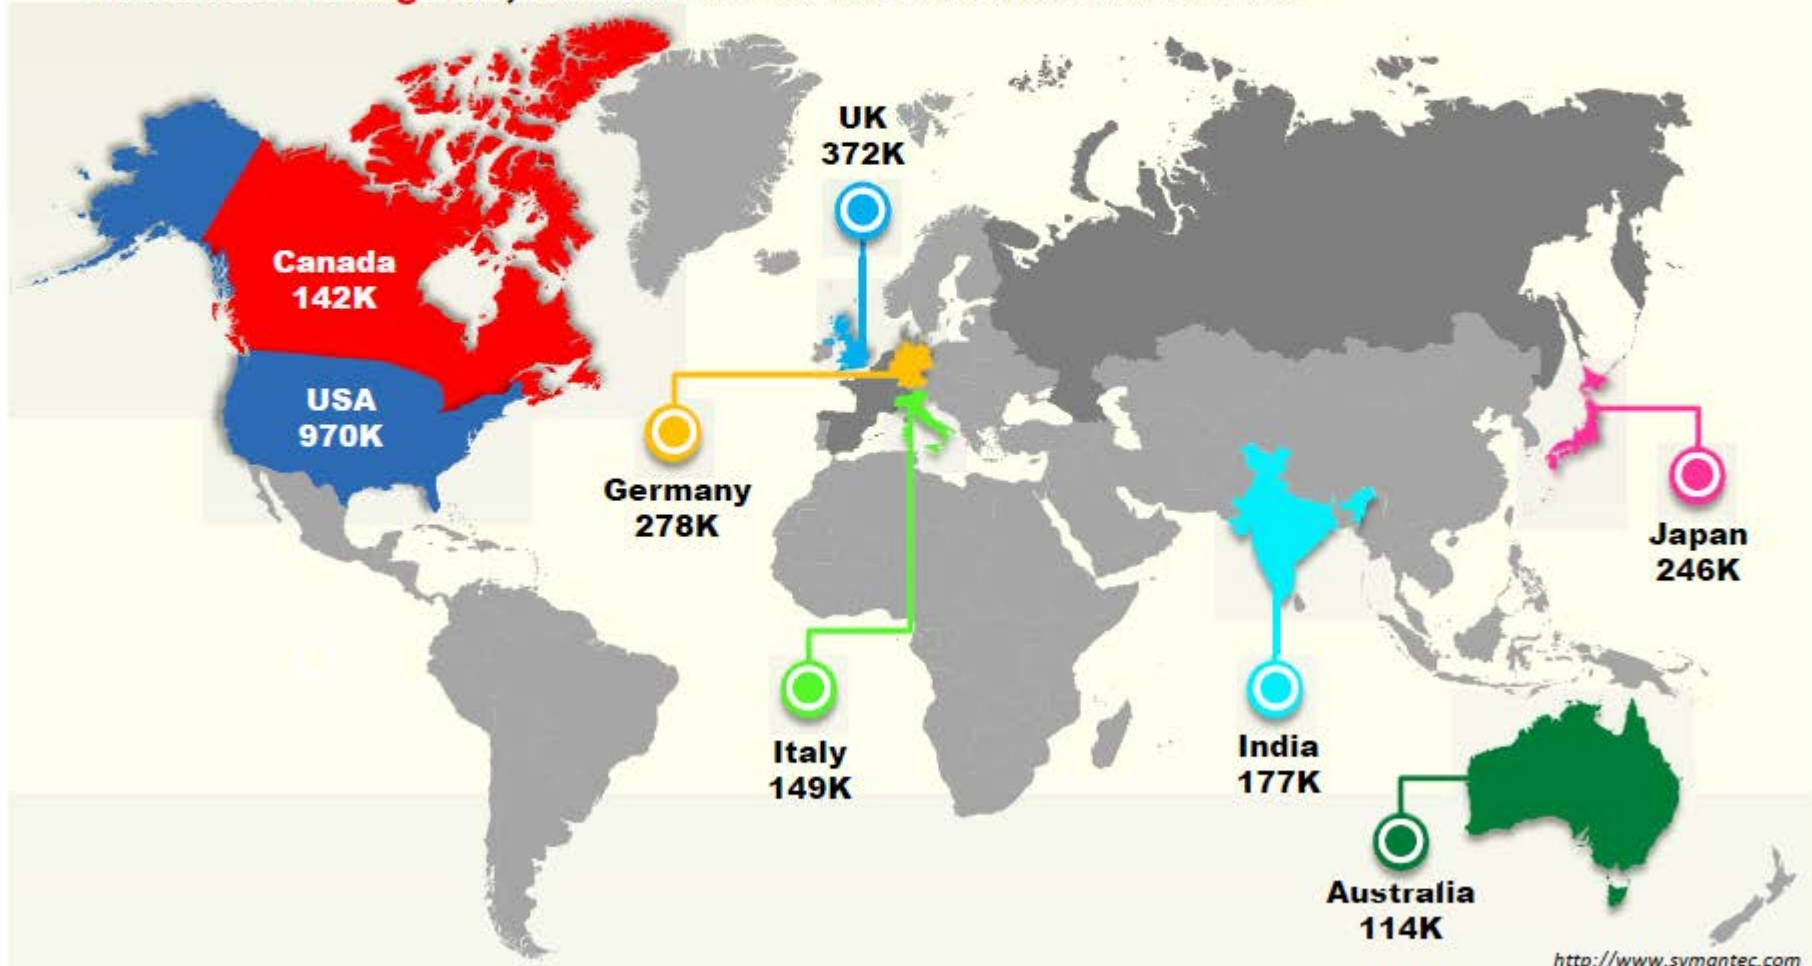 UK
372K
Canada
142K
USA
970K
Germany
278K
Japan
246K
Italy
149K
India
177K
Australia
114K
http://www.symantec.com